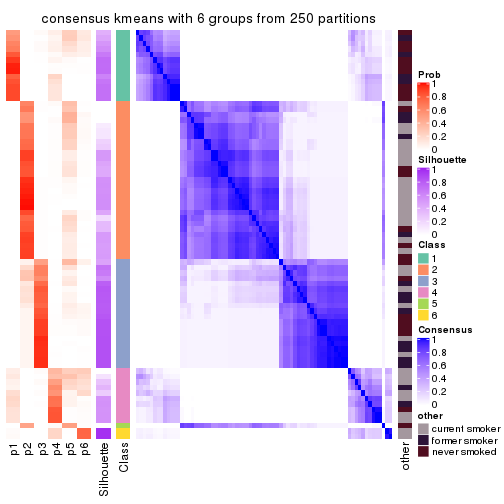 consensus kmeans with 6 groups from 250 partitions
p1
p2
p3
p4
p5
p6
Silhouette
Class
other
Prob
1
0.8
0.6
0.4
0.2
0
Silhouette
1
0.8
0.6
0.4
0.2
0
Class
1
2
3
4
5
6
Consensus
1
0.8
0.6
0.4
0.2
0
other
current smoker
former smoker
never smoked